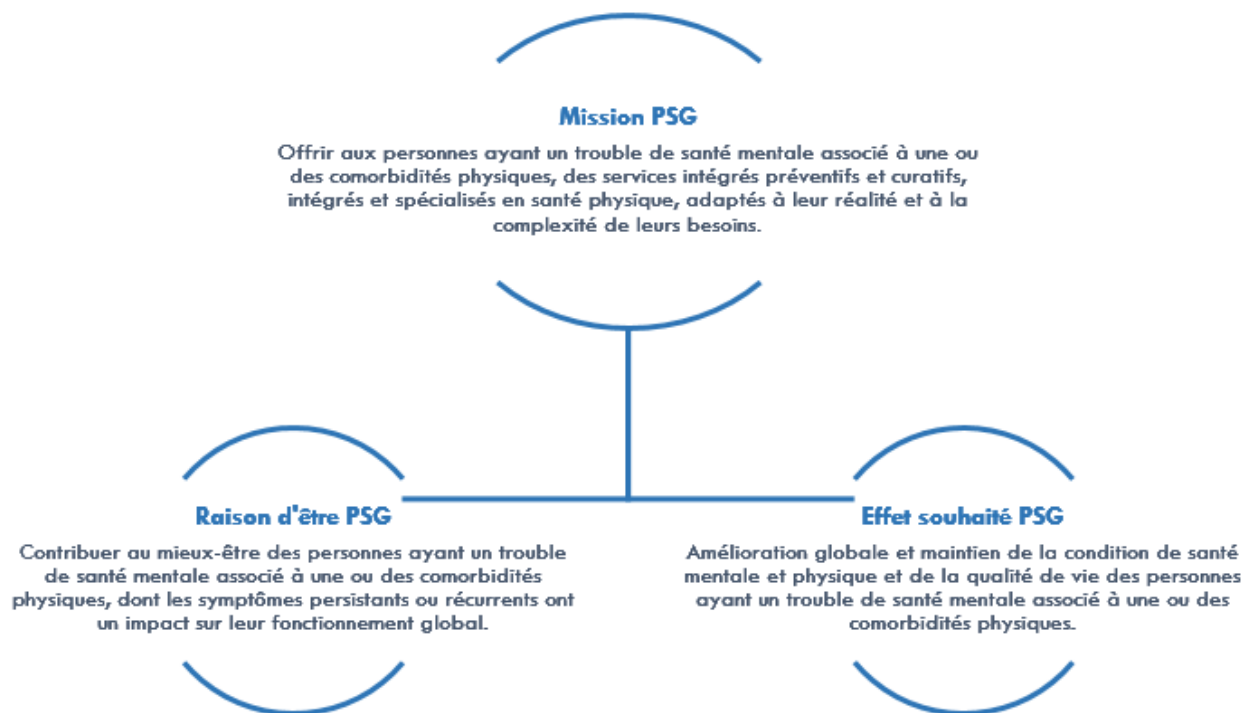 Mission PSG
Offrir aux personnes ayant un trouble de santé mentale associé à une ou
des comorbidités physiques, des services intégrés préventifs et curatifs,
intégrés et spécialisés en santé physique, adaptés à leur réalité et à la
complexité de leurs besoins.
Raison d'être PSG
Contribuer au mieux-être des personnes ayant un trouble
de santé mentale associé à une ou des comorbidités
physiques, dont les symptômes persistants ou récurrents ont
un impact sur leur fonctionnement global.
Effet souhaité PSG
Amélioration globale et maintien de la condition de santé
mentale et physique et de la qualité de vie des personnes
ayant un trouble de santé mentale associé à une ou des
comorbidités physiques.